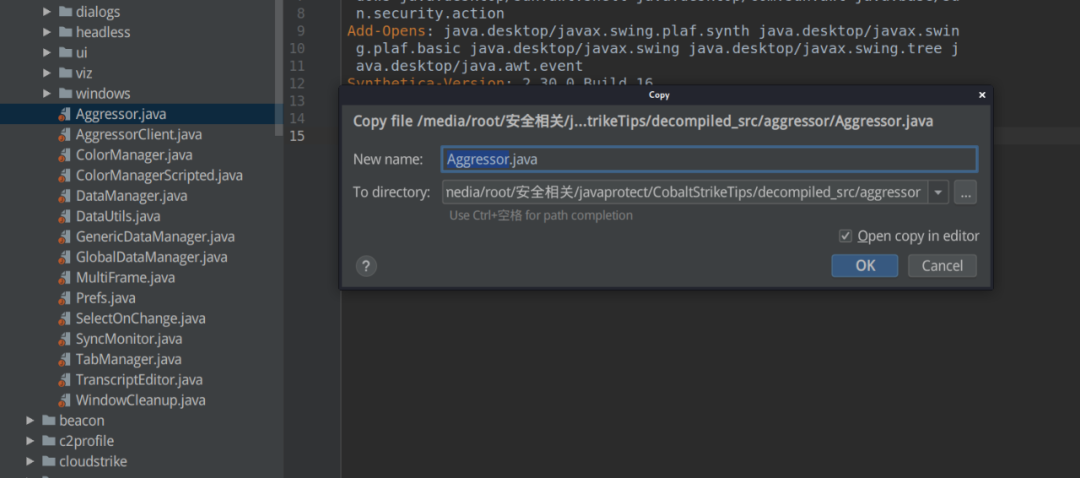 dialogs
headless
ui
viz
windows
Aggressor.java
AggressorClient.java
ColorManager.java
ColorManagerScripted.java
DataManager.java
DataUtils.java
GenericDataManager.java
GlobalDataManager.java
MultiFrame.java
Prefs.java
SelectOnChange.java
SyncMonitor.java
TabManager.java
TranscriptEditor.java
WindowCleanup.java
beacon
c2profile
cloudstrike
8
n.security.action
9 Add-Opens: java.desktop/javax.swing.plaf.synth java.desktop/javax.swin
10 g.plaf.basic java.desktop/javax.swing java.desktop/javax.swing.tree j
11 ava.desktop/java.awt.event
12 Synthetica-Version: 2.30.0 Build 16
13
14
15
Copy
Copy file /media/root/安全相关/j...trikeTips/decompiled_src/aggressor/Aggressor.java
New name: Aggressor.java
To directory: nedia/root/安全相关/javaprotect/CobaltStrikeTips/decompiled_src/aggressor ...
Use Ctrl+空格 for path completion
Open copy in editor
? OK Cancel